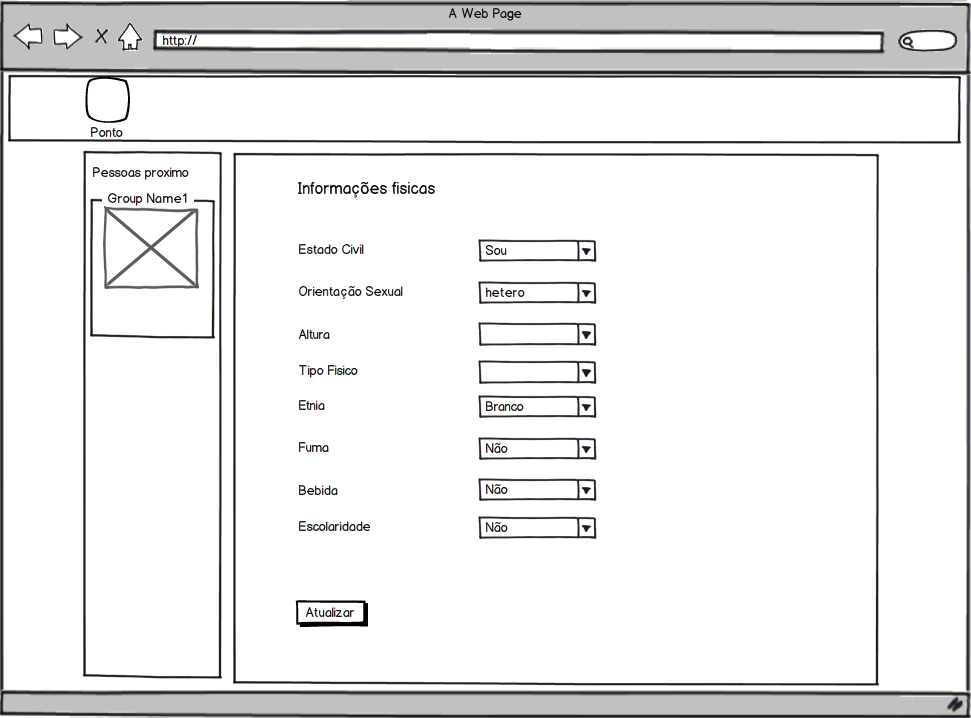 A Web Page
http://
Ponto
Pessoas proximo
Group Name1
Informações fisicas
Estado Civil Sou
Orientação Sexual hetero
Altura
Tipo Fisico
Etnia Branco
Fuma Não
Bebida Não
Escolaridade Não
Atualizar